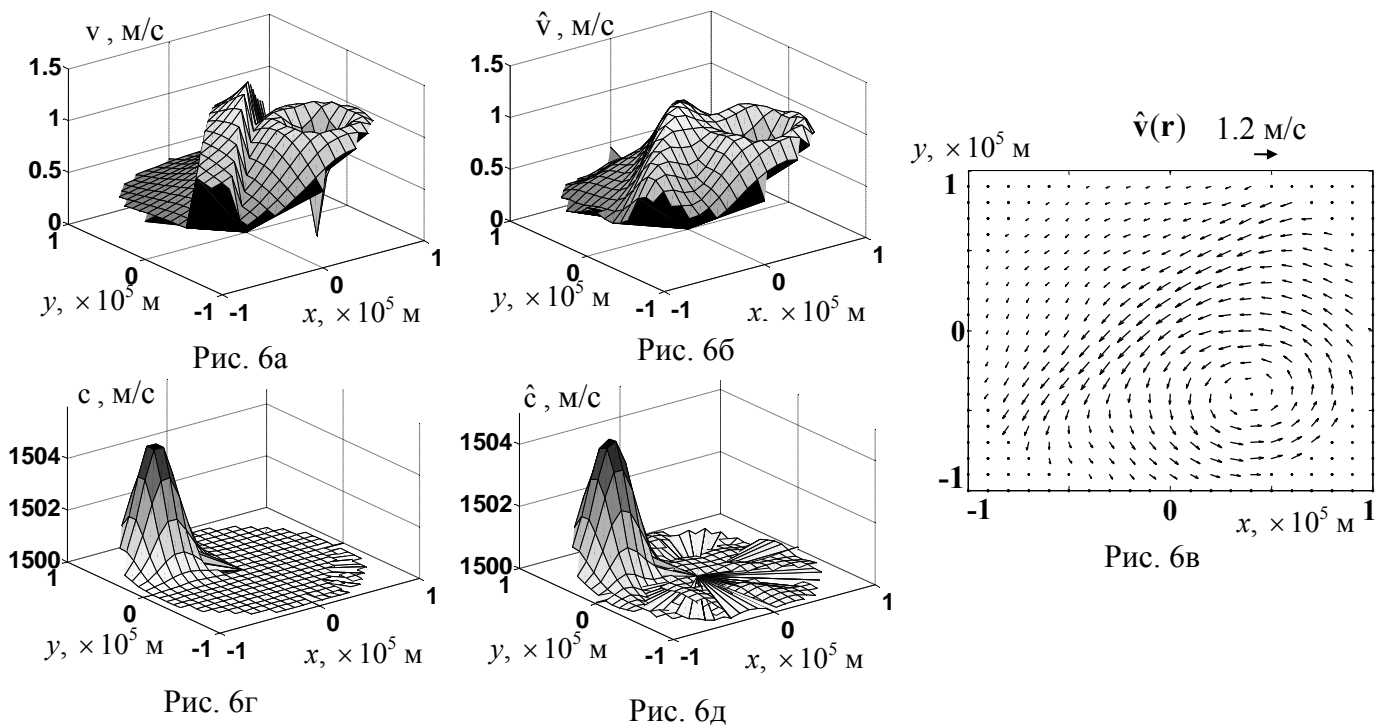 v , м/с
1.5
1
0.5
0
1
0
-1
-1
0
1
y, × 10⁵ м
x, × 10⁵ м
Рис. 6а
v̂ , м/с
1.5
1
0.5
0
1
0
-1
-1
0
1
y, × 10⁵ м
x, × 10⁵ м
Рис. 6б
v̂(r) 1.2 м/с
y, × 10⁵ м
1
0
-1
-1
0
1
x, × 10⁵ м
Рис. 6в
c , м/с
1504
1502
1500
1
0
-1
-1
0
1
y, × 10⁵ м
x, × 10⁵ м
Рис. 6г
ĉ , м/с
1504
1502
1500
1
0
-1
-1
0
1
y, × 10⁵ м
x, × 10⁵ м
Рис. 6д